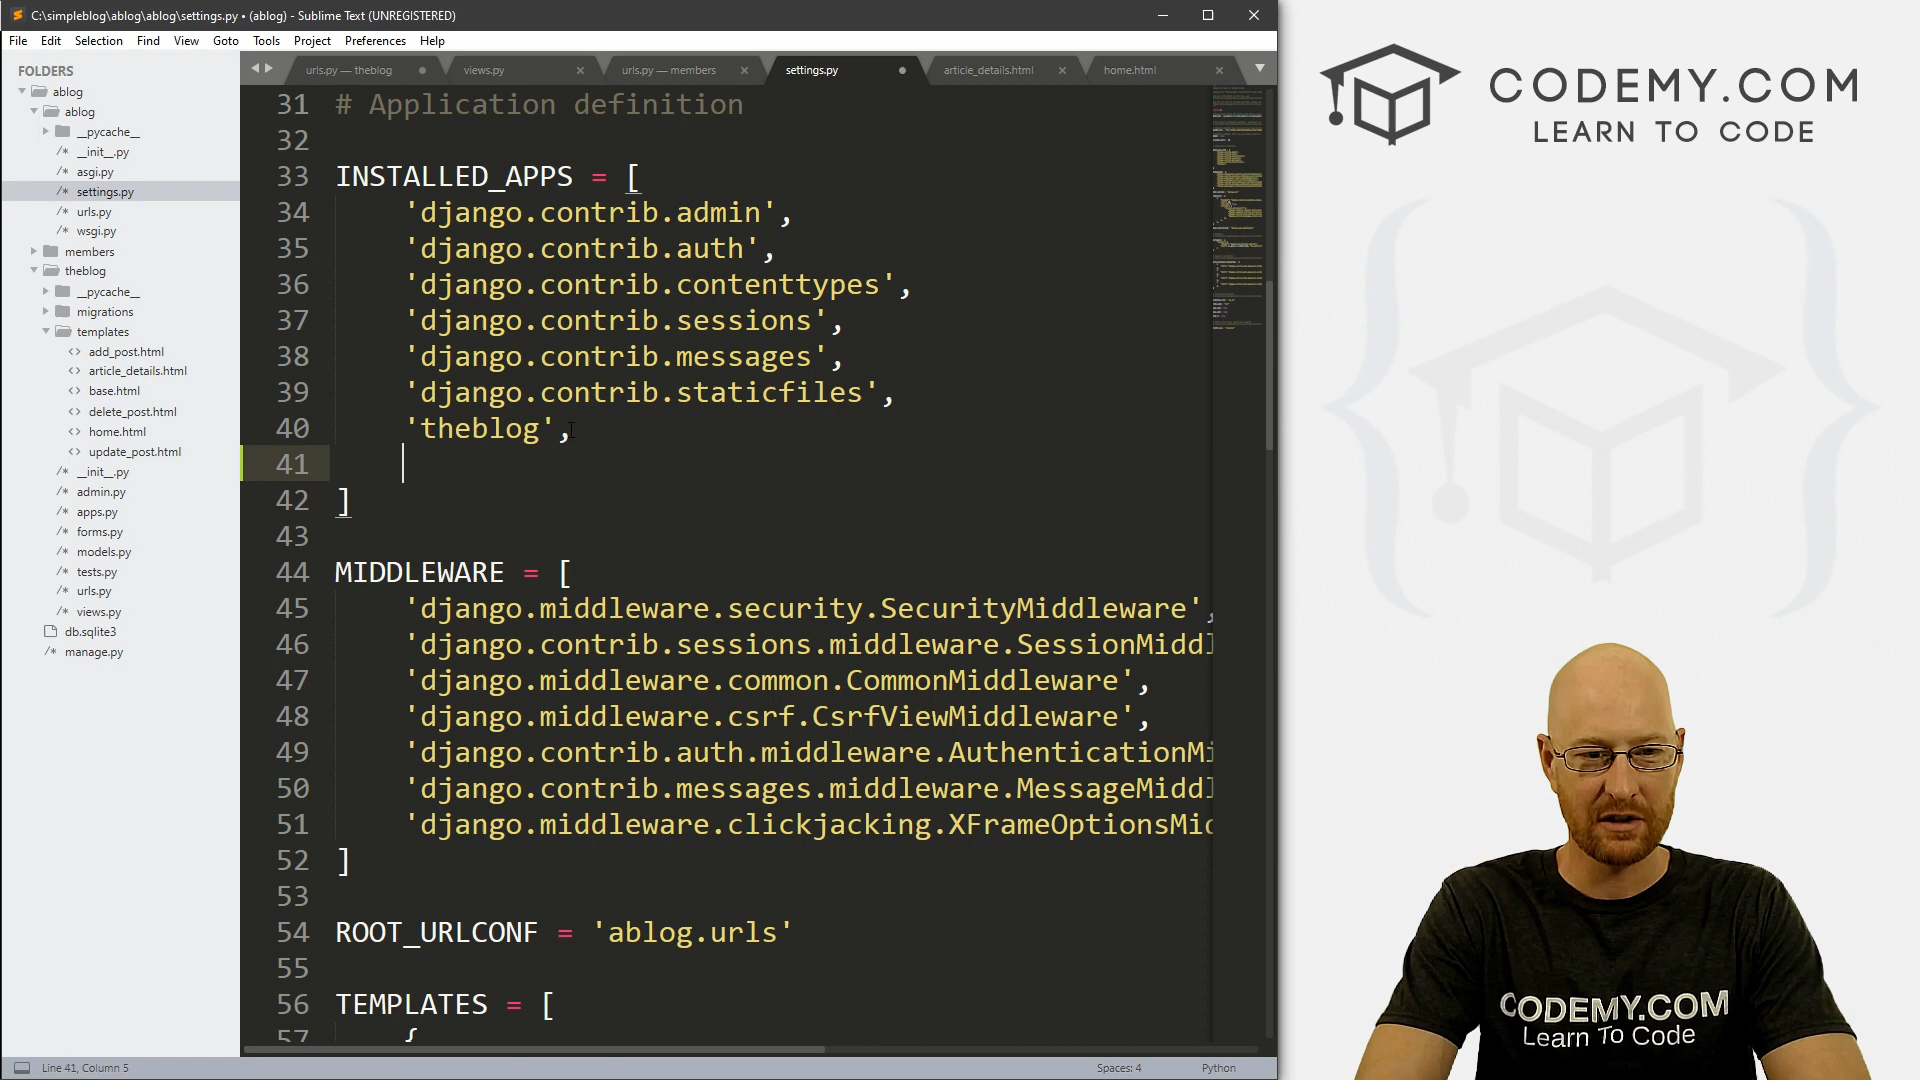 C:\simpleblog\ablog\ablog\settings.py • (ablog) - Sublime Text (UNREGISTERED)
File Edit Selection Find View Goto Tools Project Preferences Help
FOLDERS
ablog
ablog
__pycache__
/* __init__.py
/* asgi.py
/* settings.py
/* urls.py
/* wsgi.py
members
theblog
__pycache__
migrations
templates
<> add_post.html
<> article_details.html
<> base.html
<> delete_post.html
<> home.html
<> update_post.html
/* __init__.py
/* admin.py
/* apps.py
/* forms.py
/* models.py
/* tests.py
/* urls.py
/* views.py
db.sqlite3
/* manage.py
urls.py — theblog
views.py
urls.py — members
settings.py
article_details.html
home.html
31 # Application definition
32
33 INSTALLED_APPS = [
34 'django.contrib.admin',
35 'django.contrib.auth',
36 'django.contrib.contenttypes',
37 'django.contrib.sessions',
38 'django.contrib.messages',
39 'django.contrib.staticfiles',
40 'theblog',
41
42 ]
43
44 MIDDLEWARE = [
45 'django.middleware.security.SecurityMiddleware',
46 'django.contrib.sessions.middleware.SessionMiddl
47 'django.middleware.common.CommonMiddleware',
48 'django.middleware.csrf.CsrfViewMiddleware',
49 'django.contrib.auth.middleware.AuthenticationMi
50 'django.contrib.messages.middleware.MessageMiddl
51 'django.middleware.clickjacking.XFrameOptionsMid
52 ]
53
54 ROOT_URLCONF = 'ablog.urls'
55
56 TEMPLATES = [
57 {
Line 41, Column 5
Spaces: 4
Python
CODEMY.COM
LEARN TO CODE
CODEMY.COM
Learn To Code